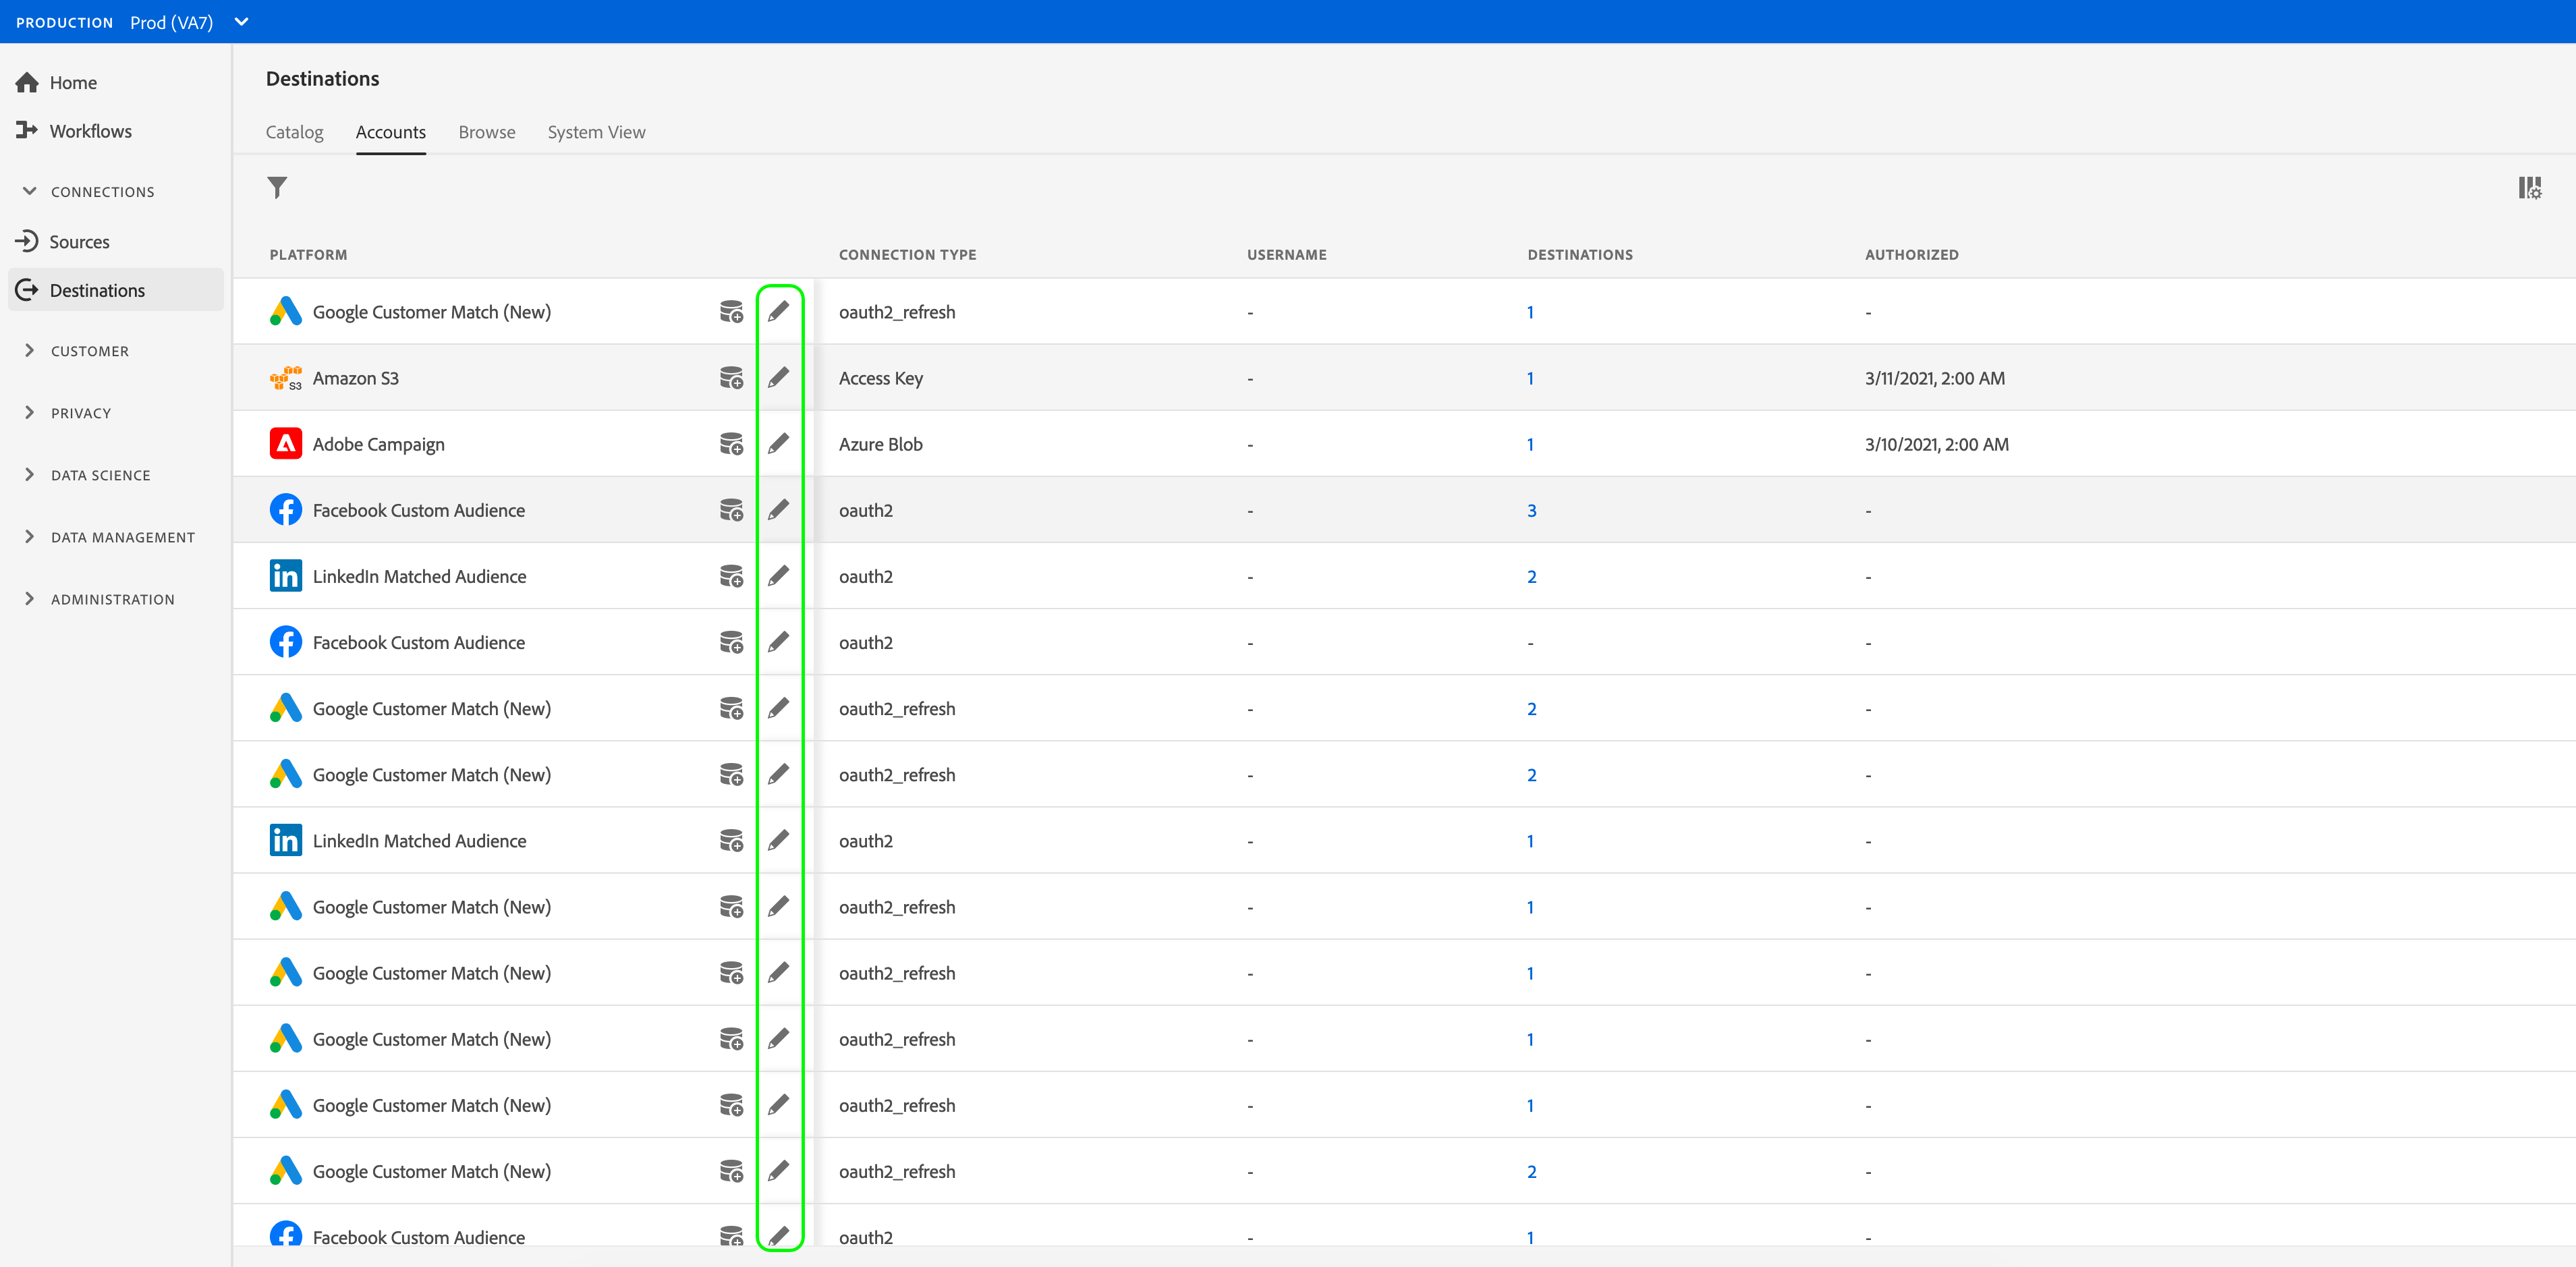 PRODUCTION Prod (VA7)
Home
Workflows
CONNECTIONS
Sources
Destinations
CUSTOMER
PRIVACY
DATA SCIENCE
DATA MANAGEMENT
ADMINISTRATION
Destinations
Catalog Accounts Browse System View
PLATFORM CONNECTION TYPE USERNAME DESTINATIONS AUTHORIZED
Google Customer Match (New) oauth2_refresh - 1 -
S3 Amazon S3 Access Key - 1 3/11/2021, 2:00 AM
Adobe Campaign Azure Blob - 1 3/10/2021, 2:00 AM
Facebook Custom Audience oauth2 - 3 -
in LinkedIn Matched Audience oauth2 - 2 -
Facebook Custom Audience oauth2 - - -
Google Customer Match (New) oauth2_refresh - 2 -
Google Customer Match (New) oauth2_refresh - 2 -
in LinkedIn Matched Audience oauth2 - 1 -
Google Customer Match (New) oauth2_refresh - 1 -
Google Customer Match (New) oauth2_refresh - 1 -
Google Customer Match (New) oauth2_refresh - 1 -
Google Customer Match (New) oauth2_refresh - 1 -
Google Customer Match (New) oauth2_refresh - 2 -
Facebook Custom Audience oauth2 - 1 -